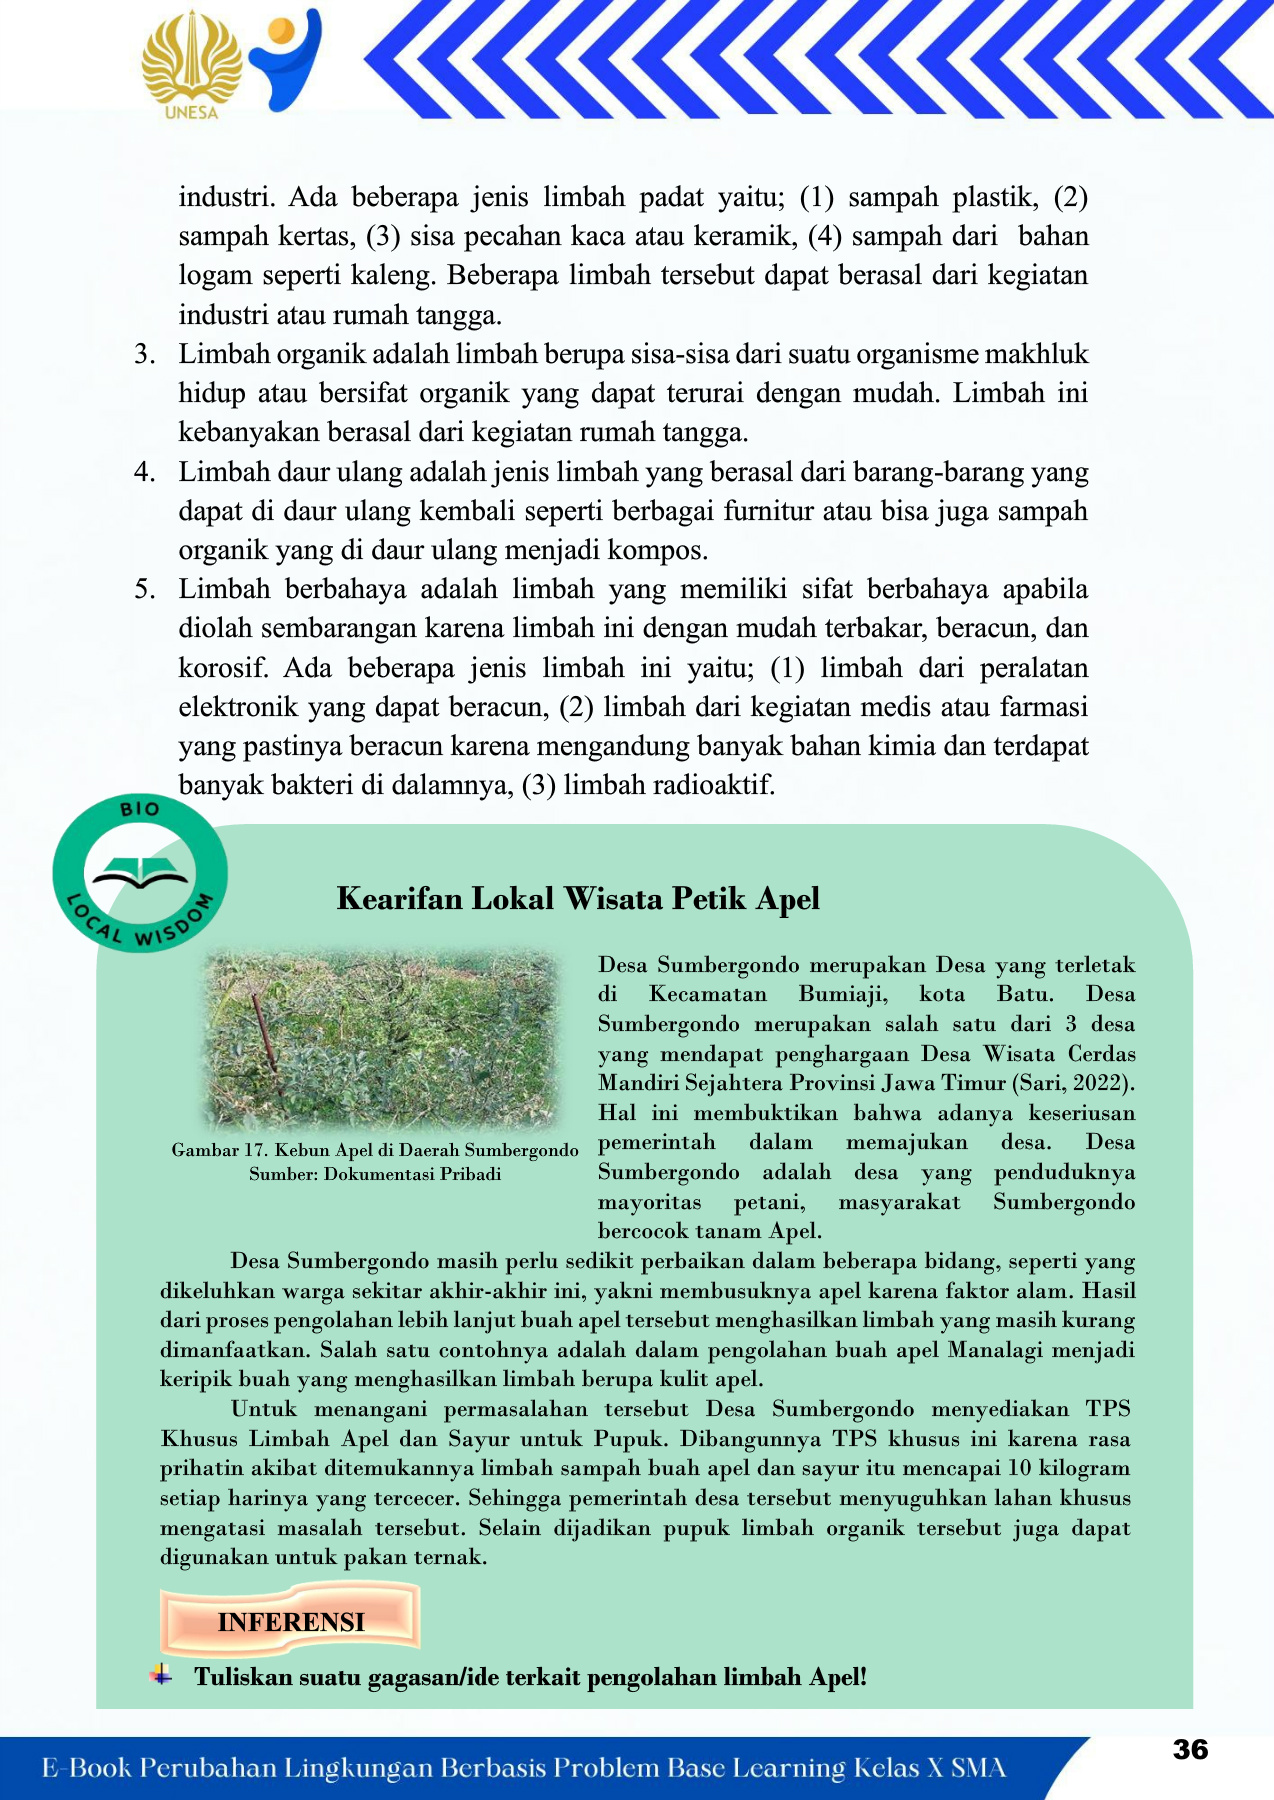 UNESA
industri. Ada beberapa jenis limbah padat yaitu; (1) sampah plastik, (2)
sampah kertas, (3) sisa pecahan kaca atau keramik, (4) sampah dari bahan
logam seperti kaleng. Beberapa limbah tersebut dapat berasal dari kegiatan
industri atau rumah tangga.
3. Limbah organik adalah limbah berupa sisa-sisa dari suatu organisme makhluk
hidup atau bersifat organik yang dapat terurai dengan mudah. Limbah ini
kebanyakan berasal dari kegiatan rumah tangga.
4. Limbah daur ulang adalah jenis limbah yang berasal dari barang-barang yang
dapat di daur ulang kembali seperti berbagai furnitur atau bisa juga sampah
organik yang di daur ulang menjadi kompos.
5. Limbah berbahaya adalah limbah yang memiliki sifat berbahaya apabila
diolah sembarangan karena limbah ini dengan mudah terbakar, beracun, dan
korosif. Ada beberapa jenis limbah ini yaitu; (1) limbah dari peralatan
elektronik yang dapat beracun, (2) limbah dari kegiatan medis atau farmasi
yang pastinya beracun karena mengandung banyak bahan kimia dan terdapat
banyak bakteri di dalamnya, (3) limbah radioaktif.
BIO
LOCAL WISDOM
Kearifan Lokal Wisata Petik Apel
Desa Sumbergondo merupakan Desa yang terletak
di Kecamatan Bumiaji, kota Batu. Desa
Sumbergondo merupakan salah satu dari 3 desa
yang mendapat penghargaan Desa Wisata Cerdas
Mandiri Sejahtera Provinsi Jawa Timur (Sari, 2022).
Hal ini membuktikan bahwa adanya keseriusan
pemerintah dalam memajukan desa. Desa
Sumbergondo adalah desa yang penduduknya
mayoritas petani, masyarakat Sumbergondo
bercocok tanam Apel.
Gambar 17. Kebun Apel di Daerah Sumbergondo
Sumber: Dokumentasi Pribadi
Desa Sumbergondo masih perlu sedikit perbaikan dalam beberapa bidang, seperti yang
dikeluhkan warga sekitar akhir-akhir ini, yakni membusuknya apel karena faktor alam. Hasil
dari proses pengolahan lebih lanjut buah apel tersebut menghasilkan limbah yang masih kurang
dimanfaatkan. Salah satu contohnya adalah dalam pengolahan buah apel Manalagi menjadi
keripik buah yang menghasilkan limbah berupa kulit apel.
Untuk menangani permasalahan tersebut Desa Sumbergondo menyediakan TPS
Khusus Limbah Apel dan Sayur untuk Pupuk. Dibangunnya TPS khusus ini karena rasa
prihatin akibat ditemukannya limbah sampah buah apel dan sayur itu mencapai 10 kilogram
setiap harinya yang tercecer. Sehingga pemerintah desa tersebut menyuguhkan lahan khusus
mengatasi masalah tersebut. Selain dijadikan pupuk limbah organik tersebut juga dapat
digunakan untuk pakan ternak.
INFERENSI
Tuliskan suatu gagasan/ide terkait pengolahan limbah Apel!
36
E-Book Perubahan Lingkungan Berbasis Problem Base Learning Kelas X SMA